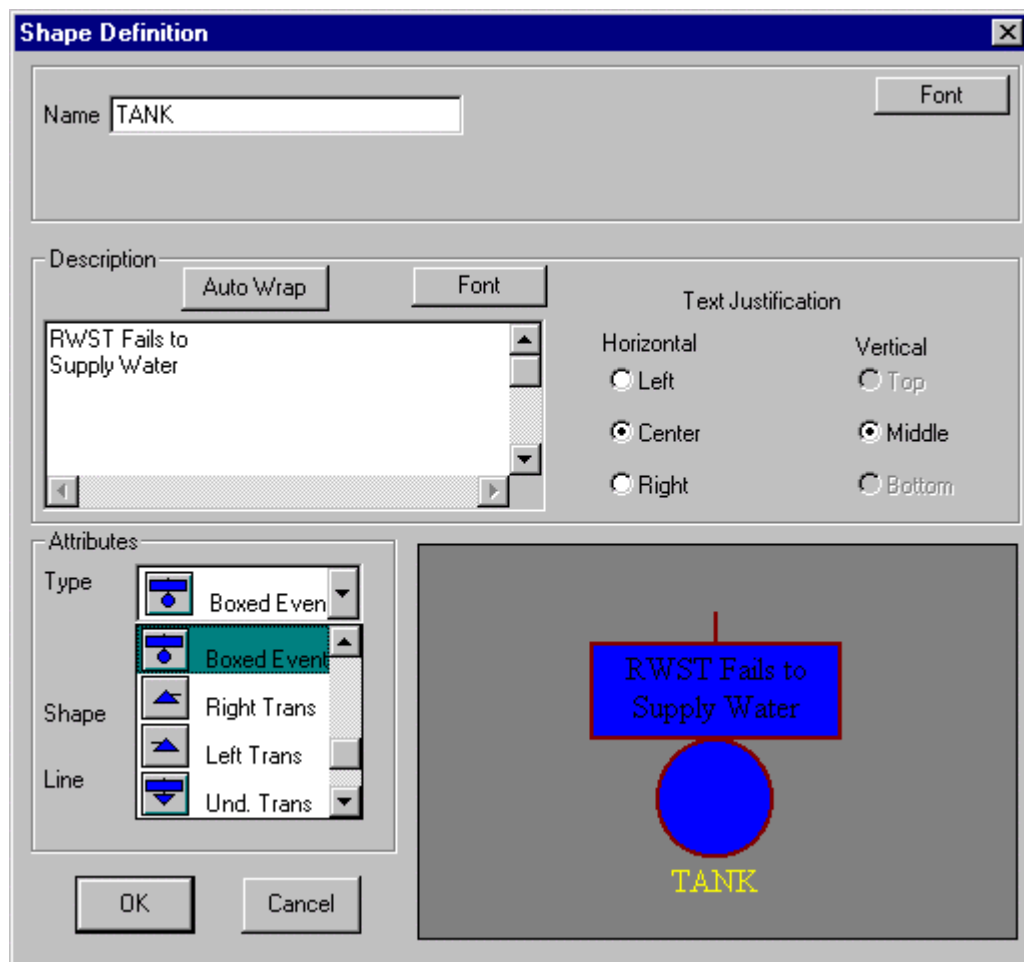 Shape Definition
Name TANK
Font
Description
Auto Wrap
Font
Text Justification
RWST Fails to
Supply Water
Horizontal
Vertical
Left
Top
Center
Middle
Right
Bottom
Attributes
Type
Boxed Even
Boxed Event
Right Trans
Shape
Left Trans
Line
Und. Trans
RWST Fails to
Supply Water
TANK
OK
Cancel